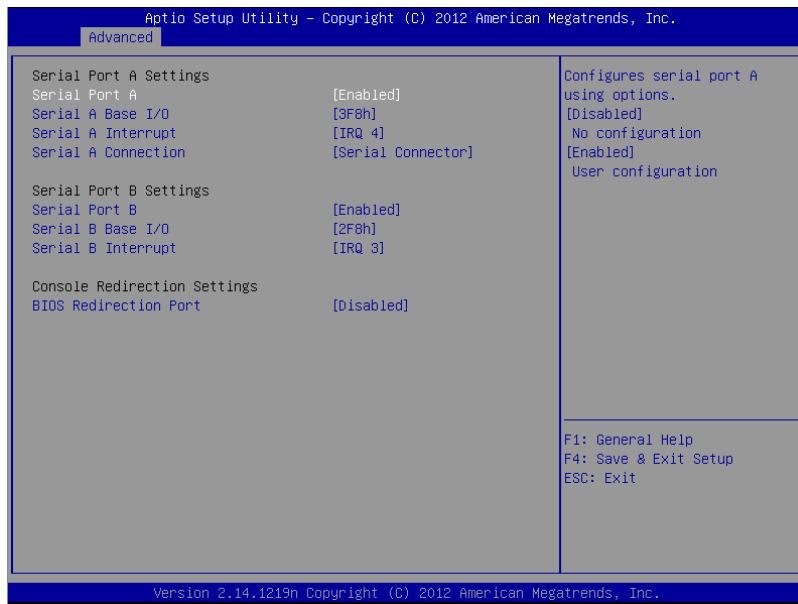 Aptio Setup Utility – Copyright (C) 2012 American Megatrends, Inc.
Advanced
Serial Port A Settings
Serial Port A [Enabled]
Serial A Base I/O [3F8h]
Serial A Interrupt [IRQ 4]
Serial A Connection [Serial Connector]
Serial Port B Settings
Serial Port B [Enabled]
Serial B Base I/O [2F8h]
Serial B Interrupt [IRQ 3]
Console Redirection Settings
BIOS Redirection Port [Disabled]
Configures serial port A
using options.
[Disabled]
No configuration
[Enabled]
User configuration
F1: General Help
F4: Save & Exit Setup
ESC: Exit
Version 2.14.1219n Copyright (C) 2012 American Megatrends, Inc.